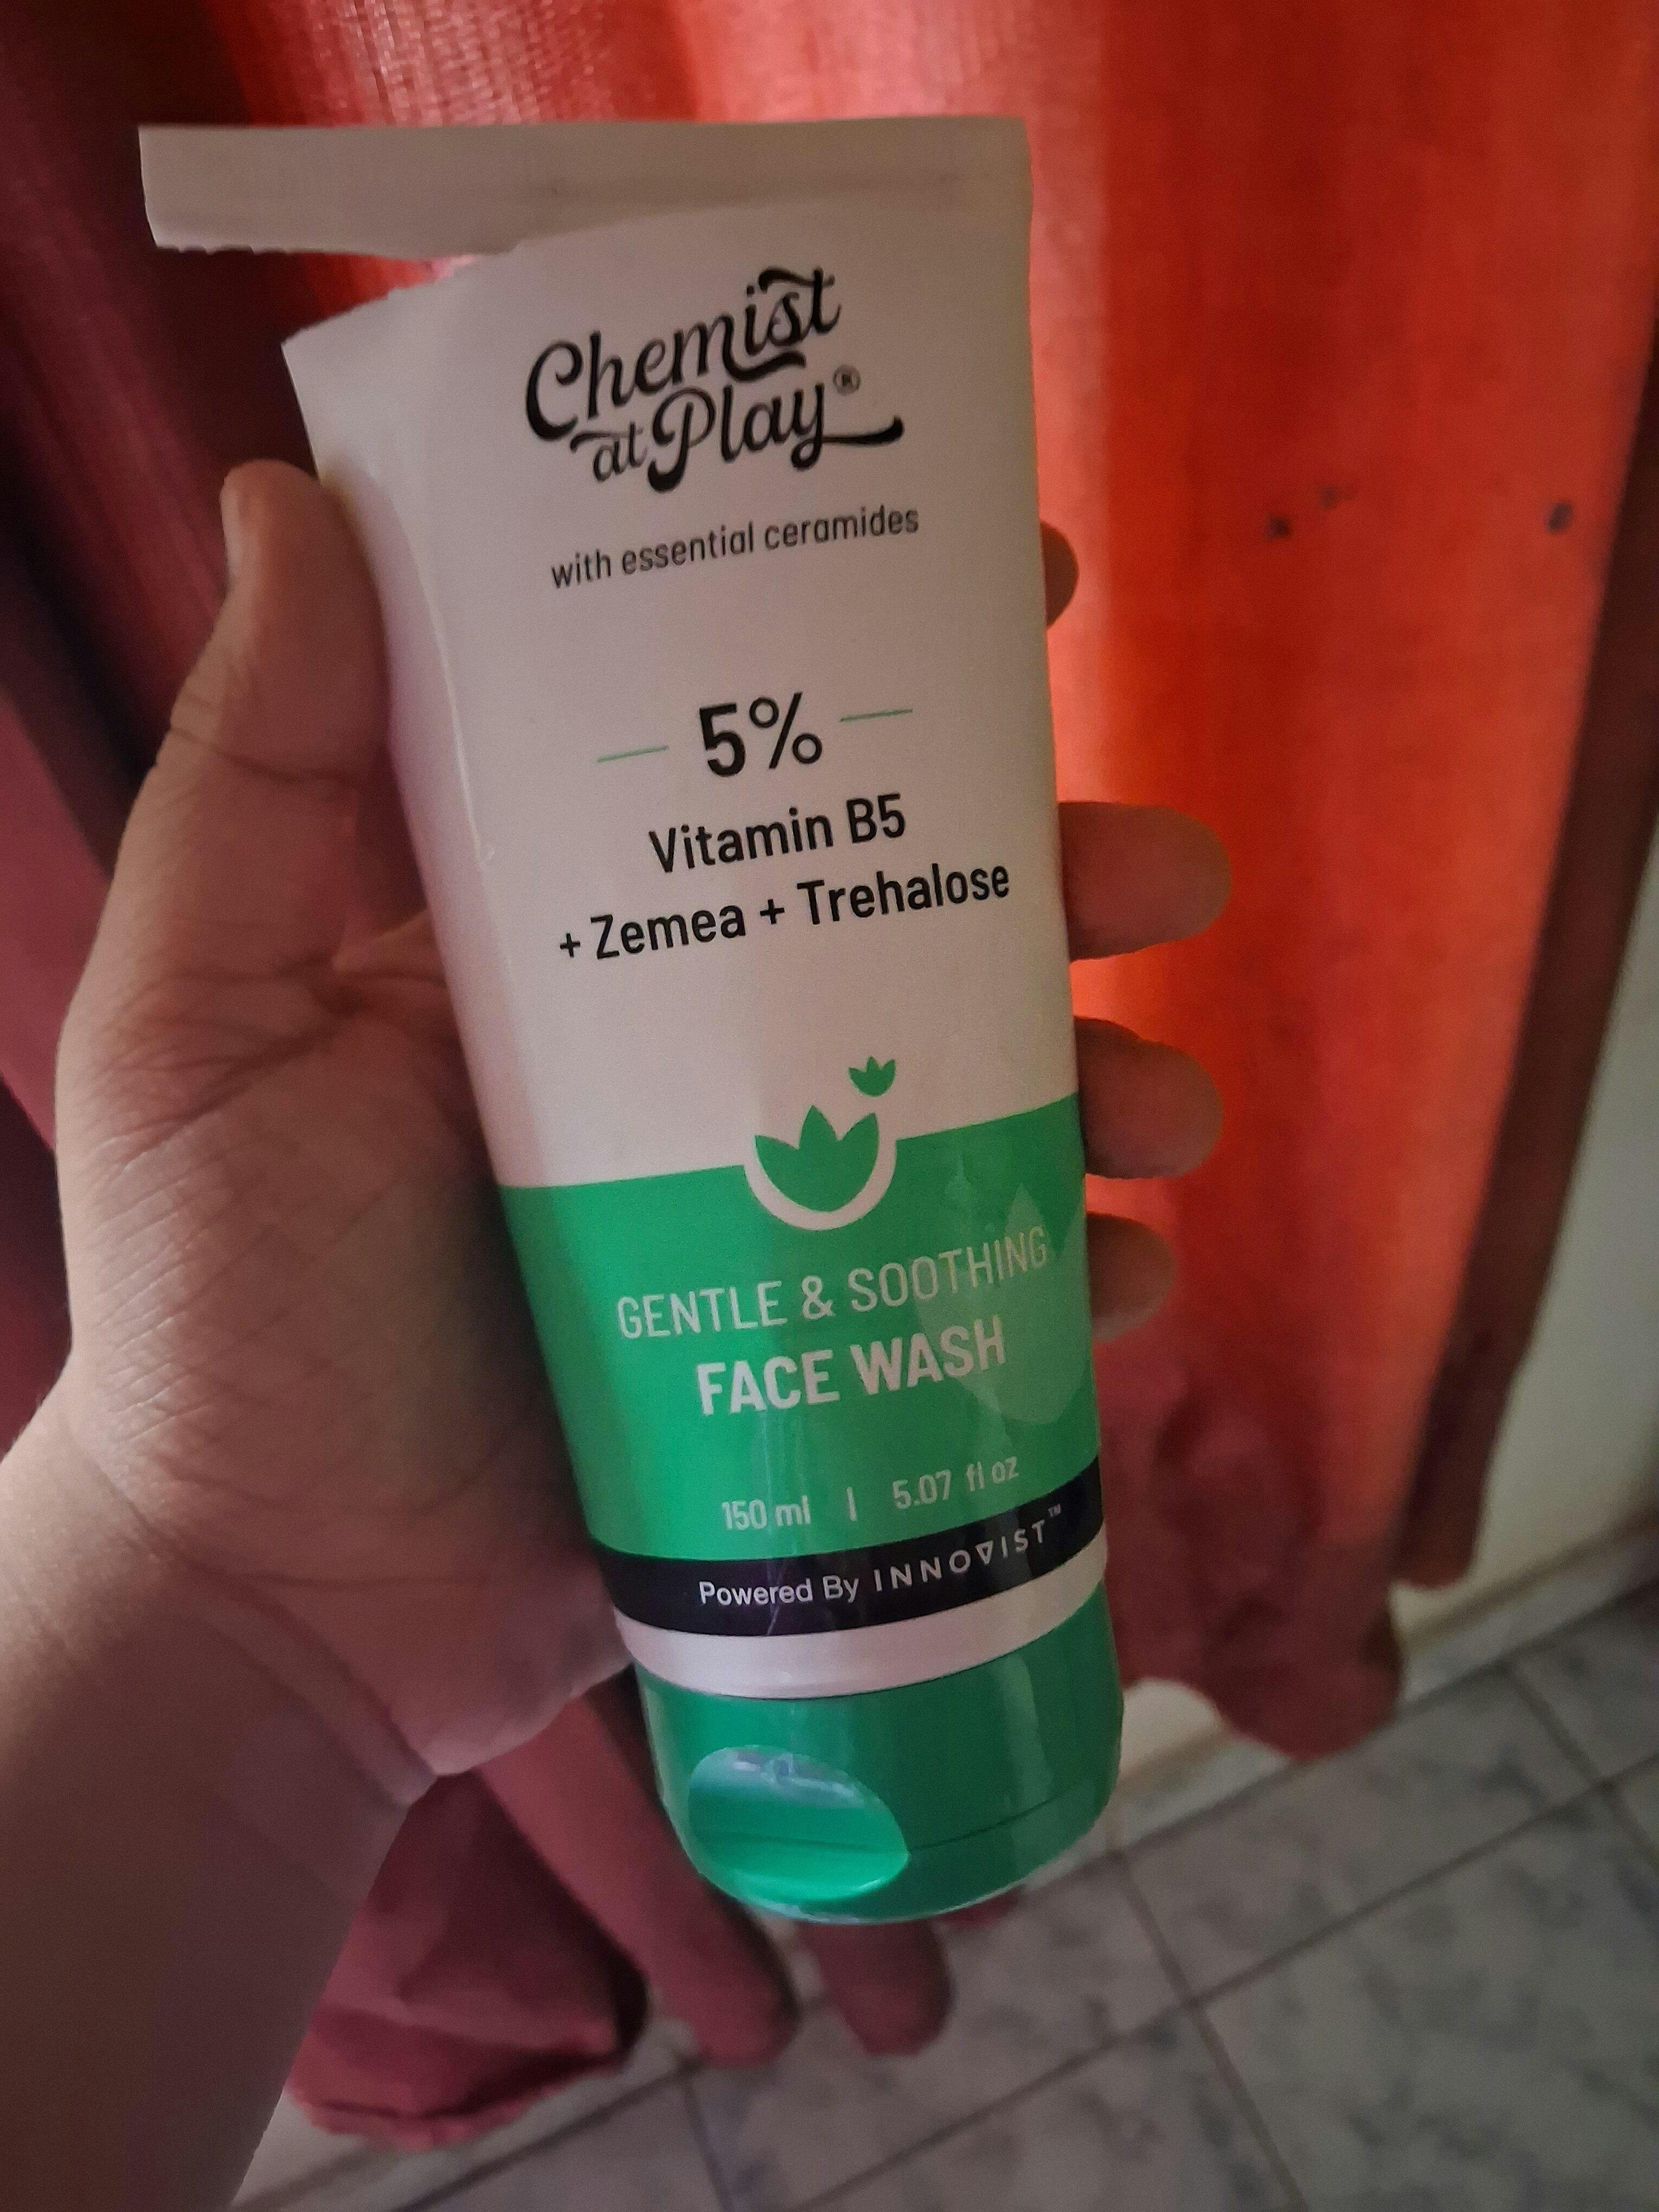 Chemist
at Play®
with essential ceramides
5%
Vitamin B5
+ Zemea + Trehalose
GENTLE & SOOTHING
FACE WASH
150 ml | 5.07 fl oz
Powered By INNOVIST™